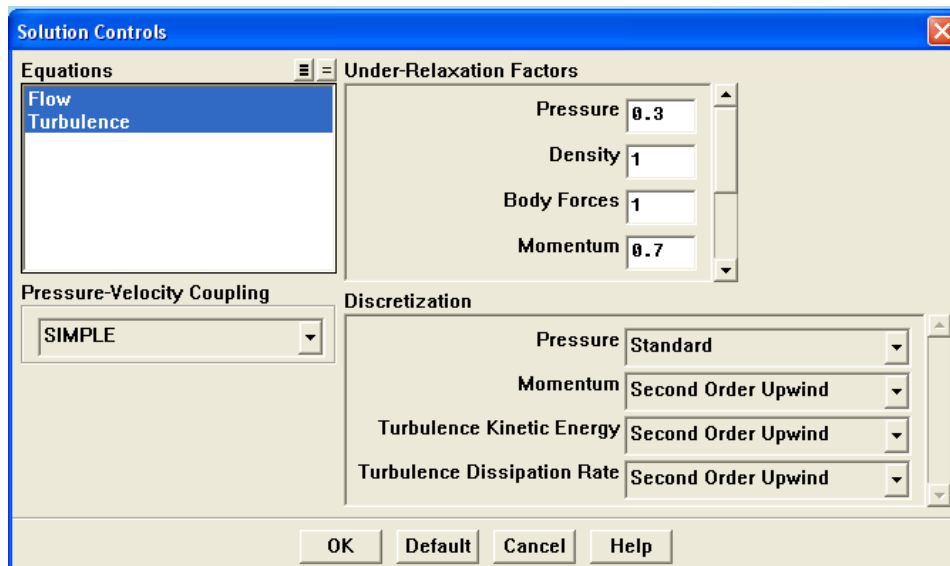 Solution Controls
Equations
Flow
Turbulence
Under-Relaxation Factors
Pressure 0.3
Density 1
Body Forces 1
Momentum 0.7
Pressure-Velocity Coupling
SIMPLE
Discretization
Pressure Standard
Momentum Second Order Upwind
Turbulence Kinetic Energy Second Order Upwind
Turbulence Dissipation Rate Second Order Upwind
OK Default Cancel Help